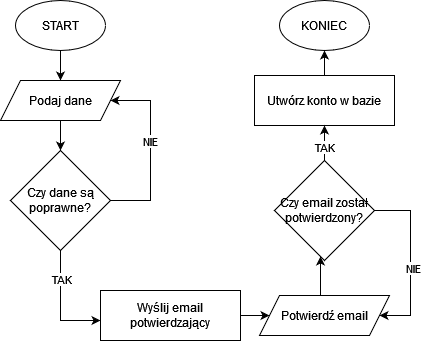 START
Podaj dane
NIE
Czy dane są
poprawne?
TAK
Wyślij email
potwierdzający
Potwierdź email
NIE
Czy email został
potwierdzony?
TAK
Utwórz konto w bazie
KONIEC